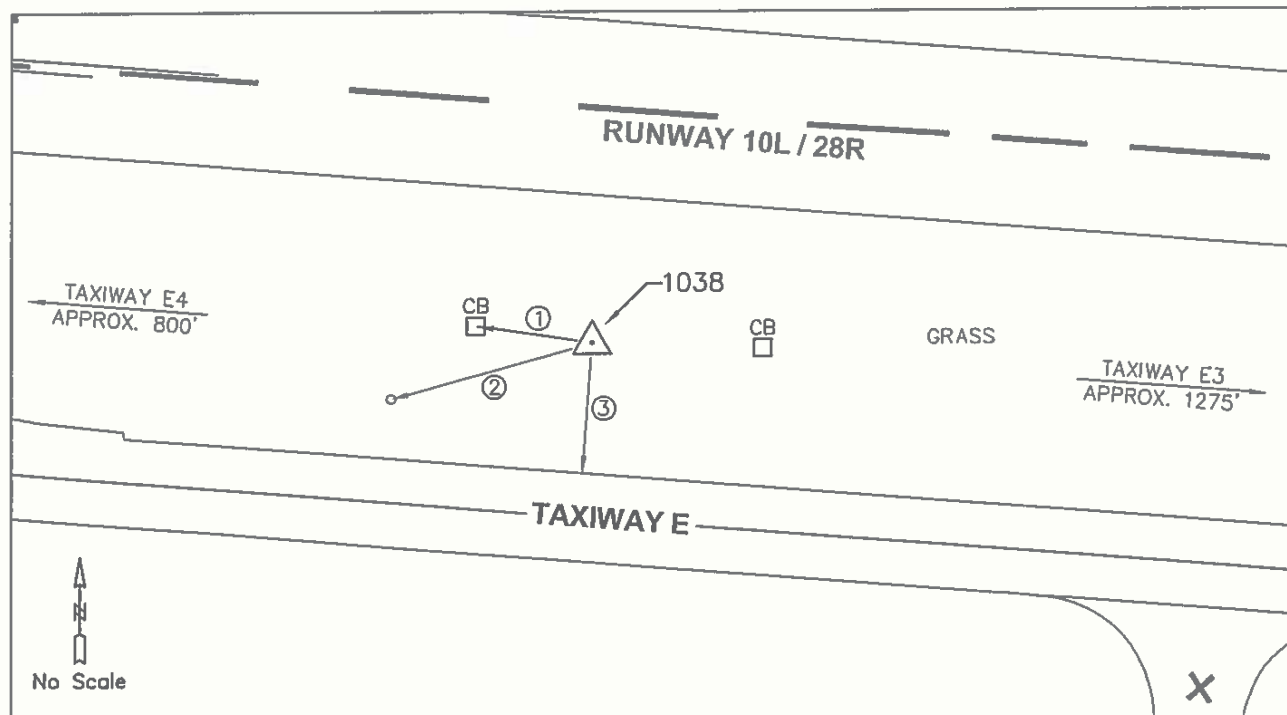 RUNWAY 10L / 28R
1038
TAXIWAY E4
APPROX. 800'
CB
①
CB
GRASS
②
③
TAXIWAY E3
APPROX. 1275'
TAXIWAY E
N
No Scale
X